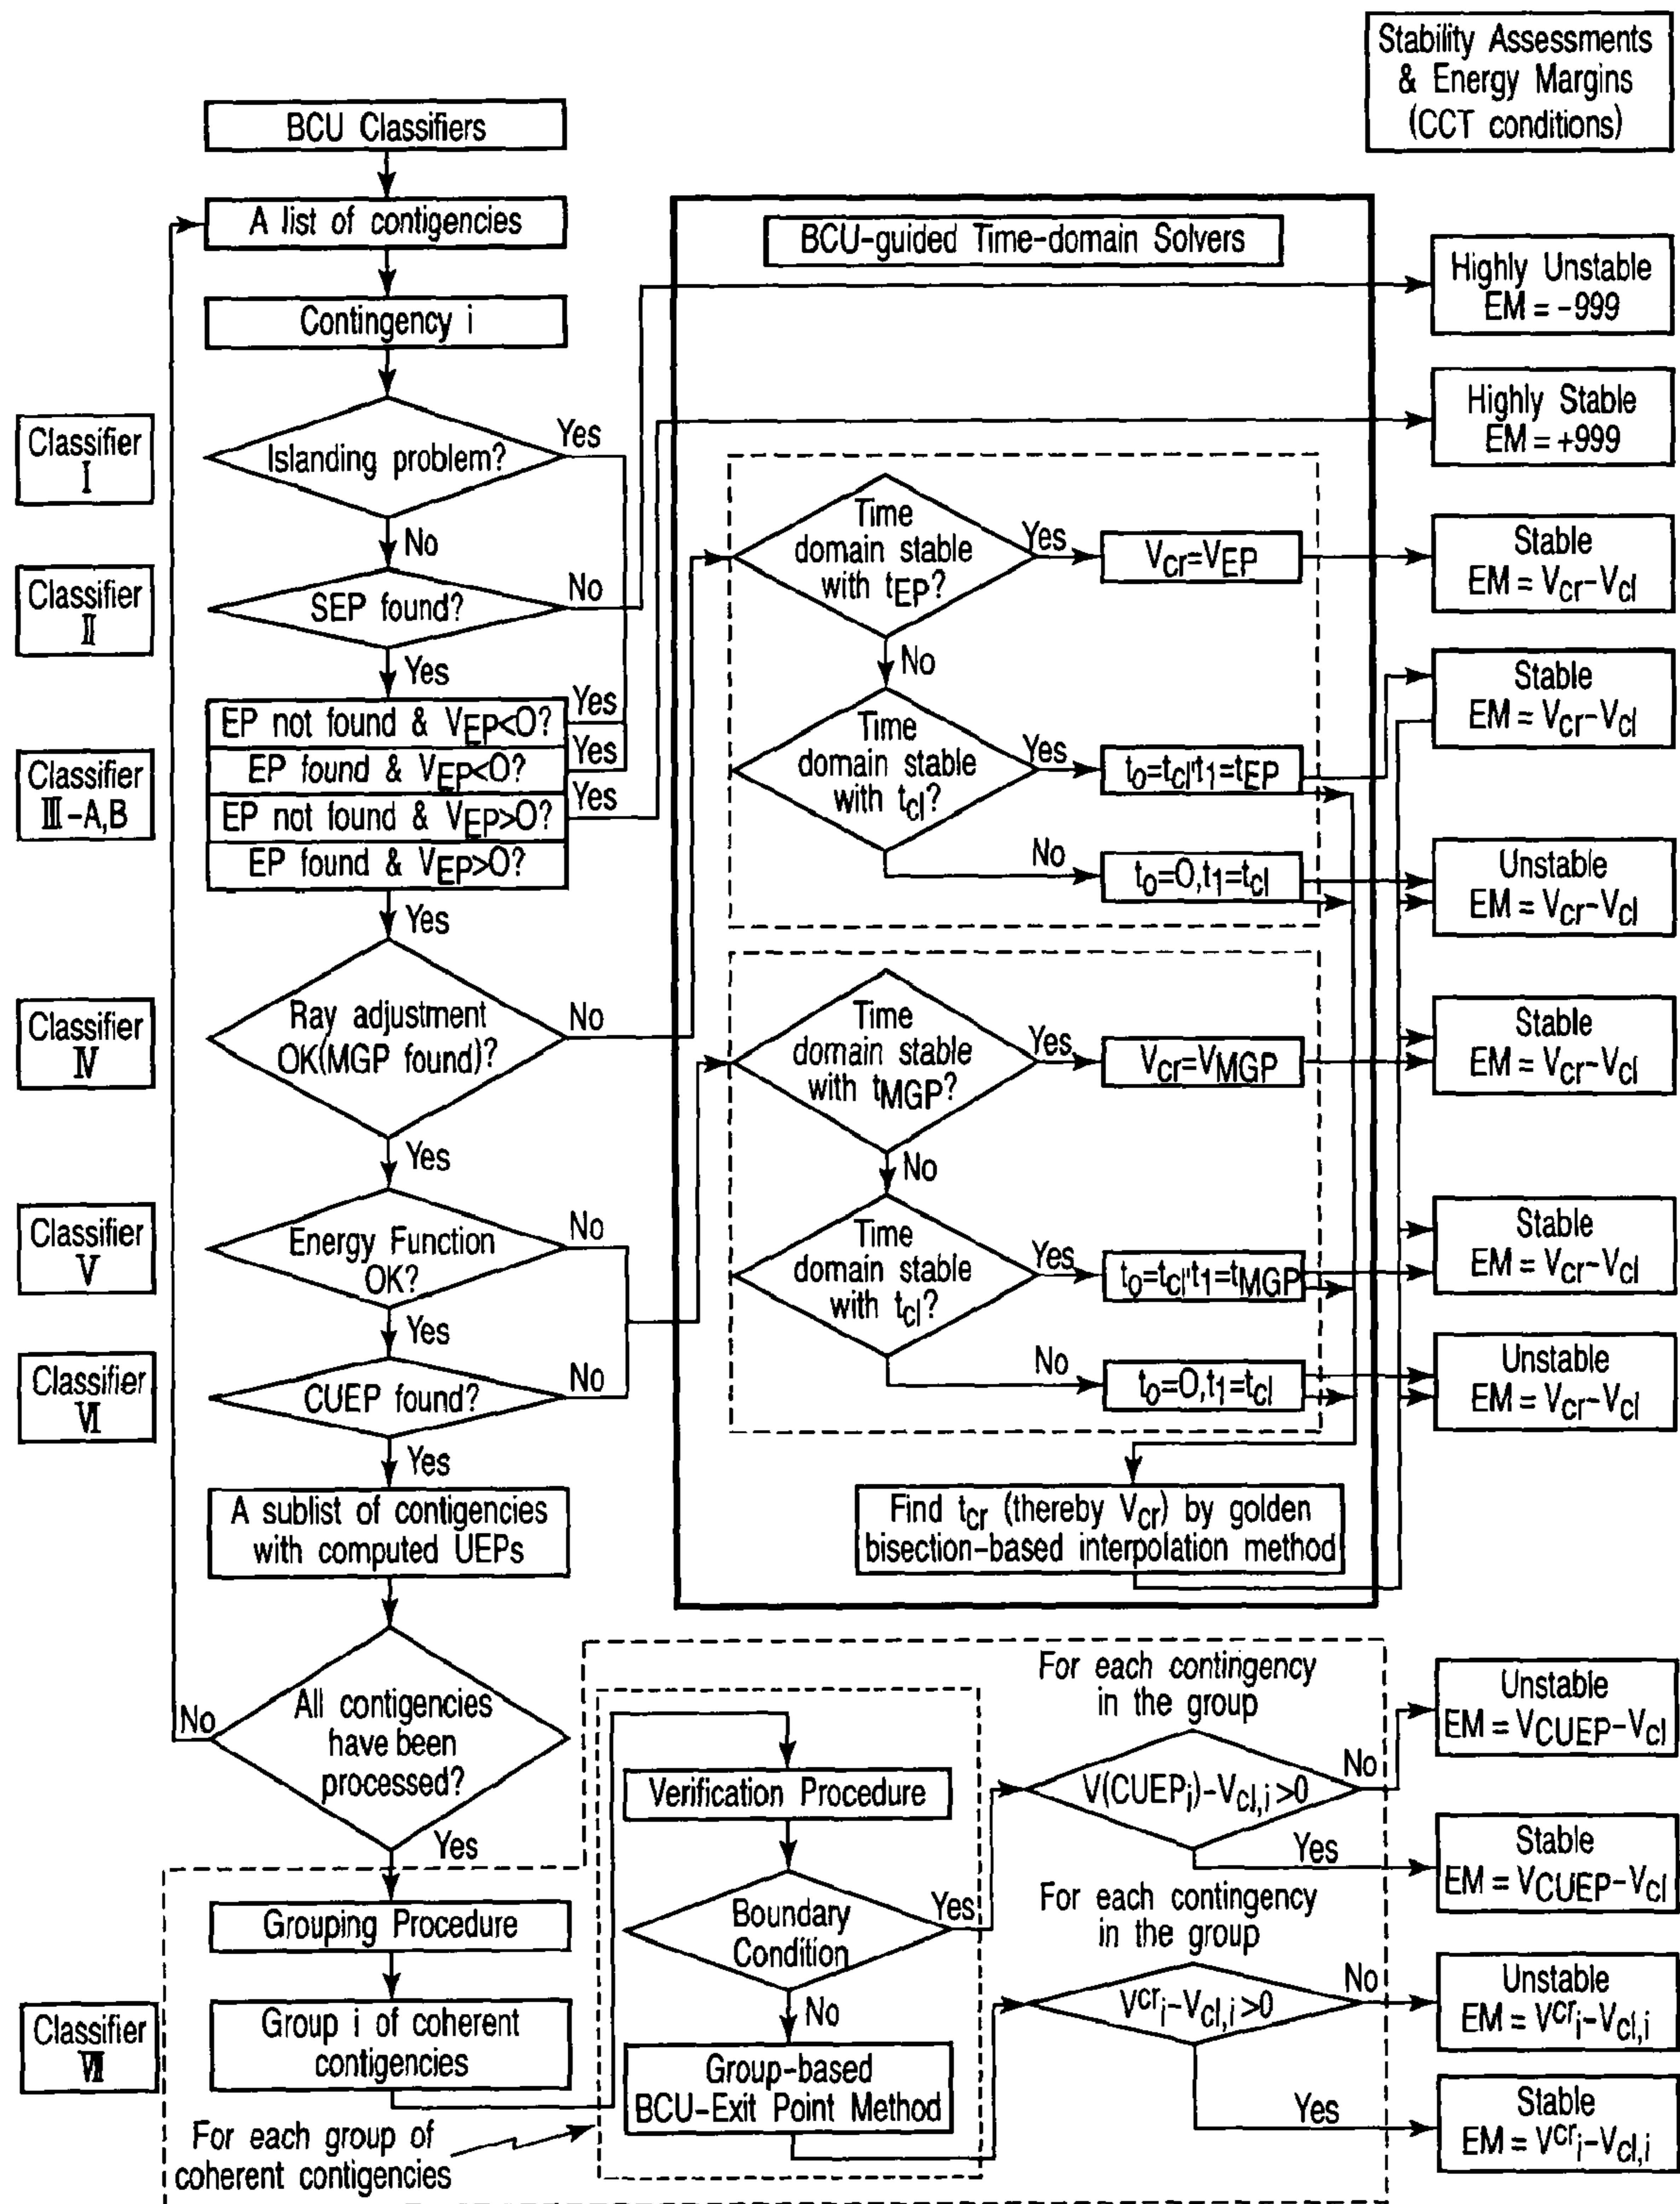 Stability Assessments
& Energy Margins
(CCT conditions)
BCU Classifiers
A list of contigencies
Contingency i
Classifier
I
Islanding problem?
Yes
No
Classifier
II
SEP found?
No
Yes
Classifier
III-A,B
EP not found & VEP<0?
Yes
EP found & VEP<0?
Yes
EP not found & VEP>0?
Yes
EP found & VEP>0?
Yes
Classifier
IV
Ray adjustment
OK(MGP found)?
No
Yes
Classifier
V
Energy Function
OK?
No
Yes
Classifier
VI
CUEP found?
No
Yes
A sublist of contigencies
with computed UEPs
All contigencies
have been
processed?
No
Yes
BCU-guided Time-domain Solvers
Time
domain stable
with tEP?
Yes
Vcr=VEP
No
Time
domain stable
with tcl?
Yes
to=tcl,t1=tEP
No
to=0,t1=tcl
Time
domain stable
with tMGP?
Yes
Vcr=VMGP
No
Time
domain stable
with tcl?
Yes
to=tcl,t1=tMGP
No
to=0,t1=tcl
Find tcr (thereby Vcr) by golden
bisection-based interpolation method
Highly Unstable
EM = -999
Highly Stable
EM = +999
Stable
EM = Vcr-Vcl
Stable
EM = Vcr-Vcl
Unstable
EM = Vcr-Vcl
Stable
EM = Vcr-Vcl
Stable
EM = Vcr-Vcl
Unstable
EM = Vcr-Vcl
Classifier
VII
Grouping Procedure
Group i of coherent
contigencies
For each group of
coherent contigencies
Verification Procedure
Boundary
Condition
Yes
No
Group-based
BCU-Exit Point Method
For each contingency
in the group
V(CUEPi)-Vcl,i >0
No
Yes
For each contingency
in the group
Vcri-Vcl,i >0
No
Yes
Unstable
EM = VCUEP-Vcl
Stable
EM = VCUEP-Vcl
Unstable
EM = Vcri-Vcl,i
Stable
EM = Vcri-Vcl,i